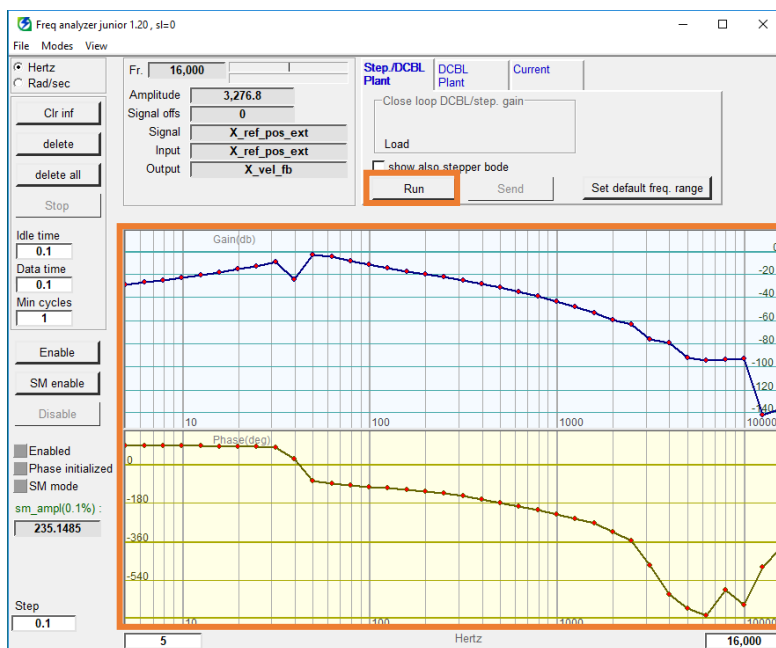 Freq analyzer junior 1.20 , sl=0
File Modes View
Hertz
Rad/sec
Clr inf
delete
delete all
Stop
Idle time
0.1
Data time
0.1
Min cycles
1
Enable
SM enable
Disable
Enabled
Phase initialized
SM mode
sm_ampl(0.1%) :
235.1485
Step
0.1
Fr. 16,000
Amplitude 3,276.8
Signal offs 0
Signal X_ref_pos_ext
Input X_ref_pos_ext
Output X_vel_fb
Step./DCBL Plant
DCBL Plant
Current
Close loop DCBL/step. gain
Load
show also stepper bode
Run
Send
Set default freq. range
Gain(db)
0
-20
-40
-60
-80
-100
-120
-140
10 100 1000 10000
Phase(deg)
0
-180
-360
-540
10 100 1000 10000
5 Hertz 16,000